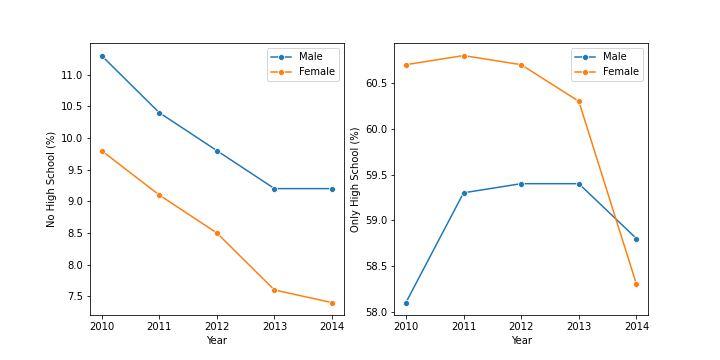 Male
Female
11.0
10.5
10.0
9.5
9.0
8.5
8.0
7.5
No High School (%)
2010 2011 2012 2013 2014
Year
Male
Female
60.5
60.0
59.5
59.0
58.5
58.0
Only High School (%)
2010 2011 2012 2013 2014
Year